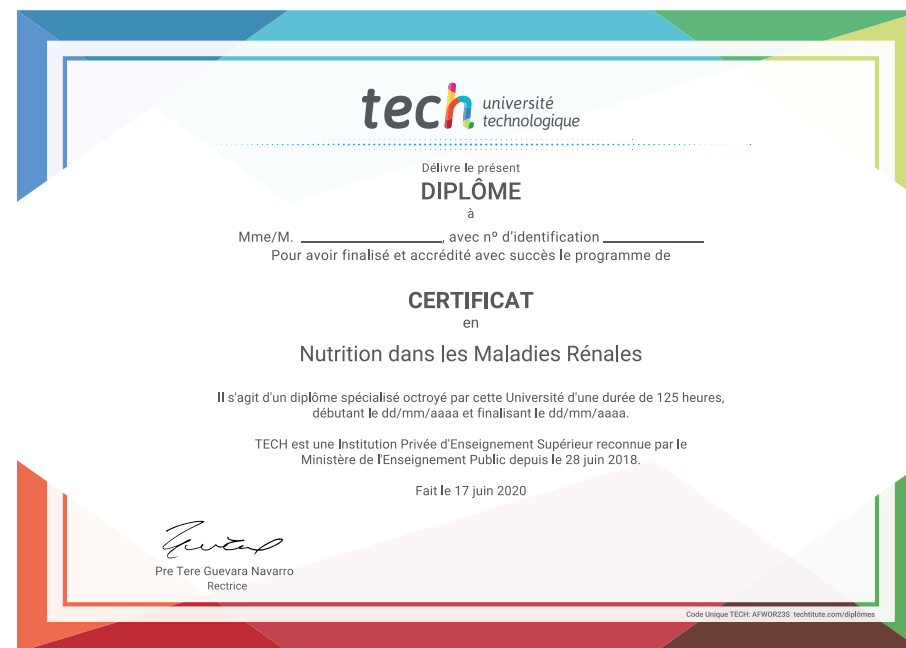 tech université
technologique
Délivre le présent
DIPLÔME
à
Mme/M. ____________________, avec nº d'identification ______________
Pour avoir finalisé et accrédité avec succès le programme de
CERTIFICAT
en
Nutrition dans les Maladies Rénales
Il s'agit d'un diplôme spécialisé octroyé par cette Université d'une durée de 125 heures,
débutant le dd/mm/aaaa et finalisant le dd/mm/aaaa.
TECH est une Institution Privée d'Enseignement Supérieur reconnue par le
Ministère de l'Enseignement Public depuis le 28 juin 2018.
Fait le 17 juin 2020
Pre Tere Guevara Navarro
Rectrice
Code Unique TECH: AFWOR23S techtitute.com/diplômes